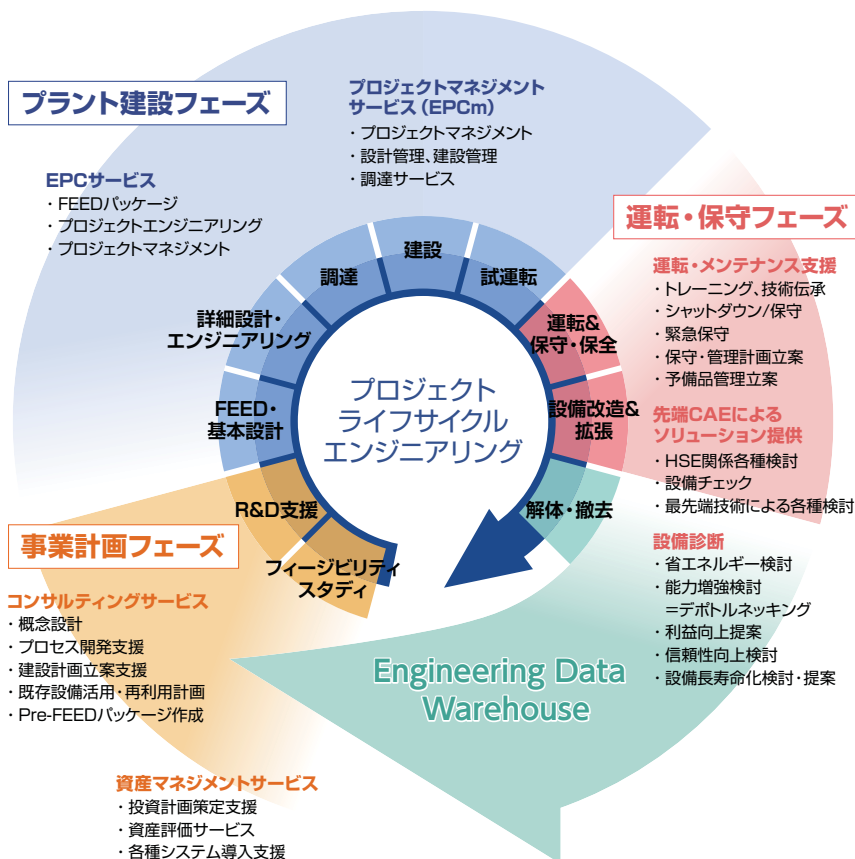 プラント建設フェーズ
プロジェクトマネジメント
サービス(EPCm)
・プロジェクトマネジメント
・設計管理、建設管理
・調達サービス
EPCサービス
・FEEDパッケージ
・プロジェクトエンジニアリング
・プロジェクトマネジメント
運転・保守フェーズ
運転・メンテナンス支援
・トレーニング、技術伝承
・シャットダウン/保守
・緊急保守
・保守・管理計画立案
・予備品管理立案
先端CAEによる
ソリューション提供
・HSE関係各種検討
・設備チェック
・最先端技術による各種検討
設備診断
・省エネルギー検討
・能力増強検討
＝デボトルネッキング
・利益向上提案
・信頼性向上検討
・設備長寿命化検討・提案
建設
調達
試運転
詳細設計・
エンジニアリング
運転&
保守・保全
FEED・
基本設計
設備改造&
拡張
プロジェクト
ライフサイクル
エンジニアリング
R&D支援
解体・撤去
フィージビリティ
スタディ
事業計画フェーズ
コンサルティングサービス
・概念設計
・プロセス開発支援
・建設計画立案支援
・既存設備活用・再利用計画
・Pre-FEEDパッケージ作成
Engineering Data
Warehouse
資産マネジメントサービス
・投資計画策定支援
・資産評価サービス
・各種システム導入支援